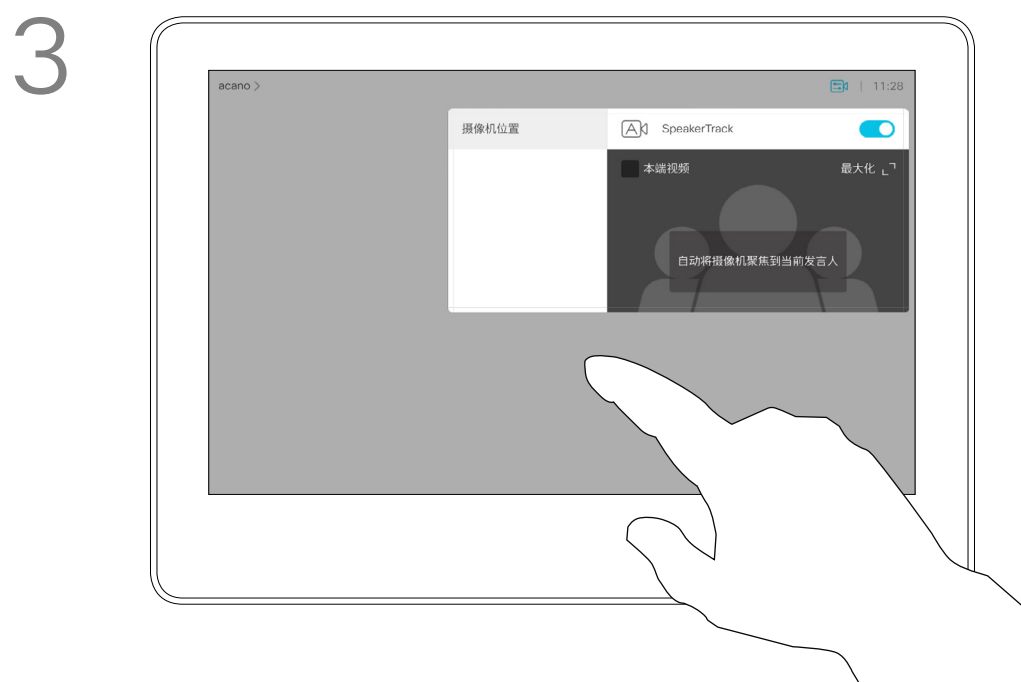 3
acano >
11:28
摄像机位置
SpeakerTrack
本端视频
最大化
自动将摄像机聚焦到当前发言人